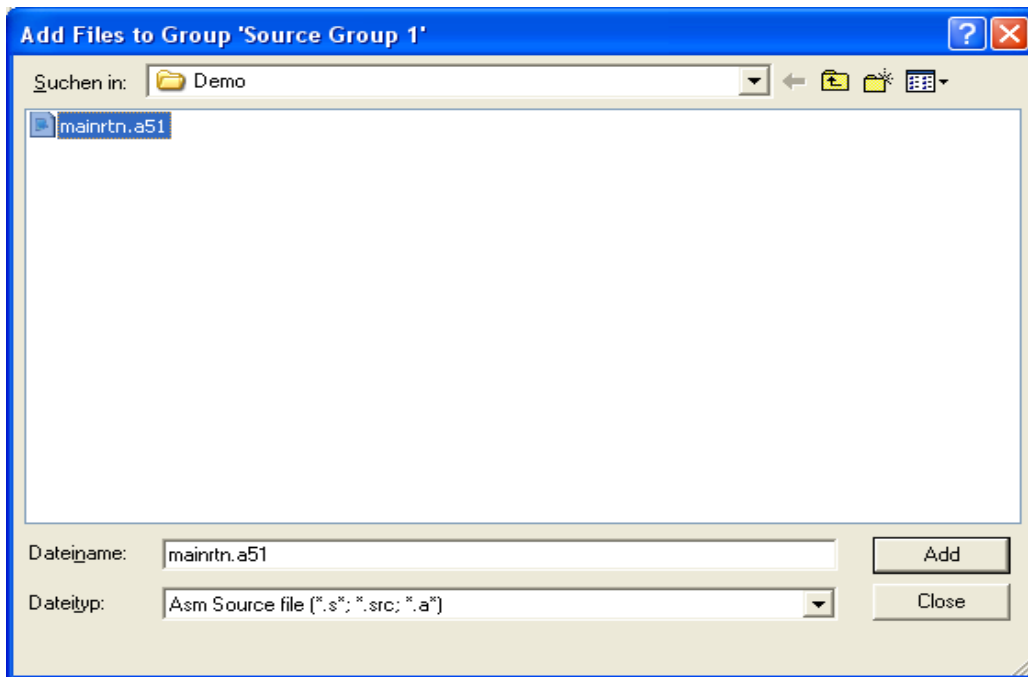 Add Files to Group 'Source Group 1'
Suchen in: Demo
mainrtn.a51
Dateiname: mainrtn.a51 Add
Dateityp: Asm Source file (*.s*; *.src; *.a*) Close